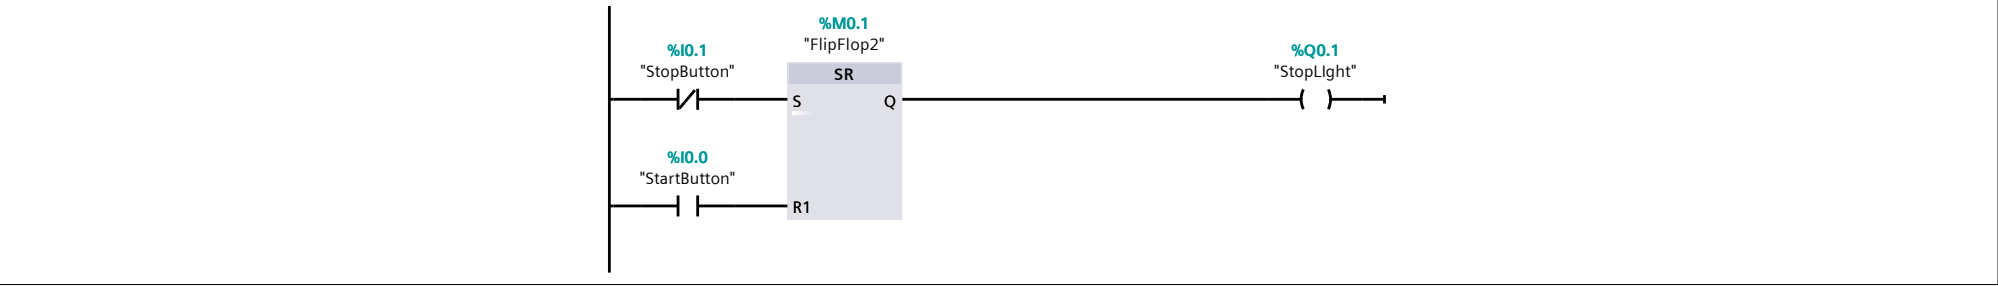 %M0.1
"FlipFlop2"
%I0.1
"StopButton"
SR
%Q0.1
"StopLIght"
S
Q
%I0.0
"StartButton"
R1